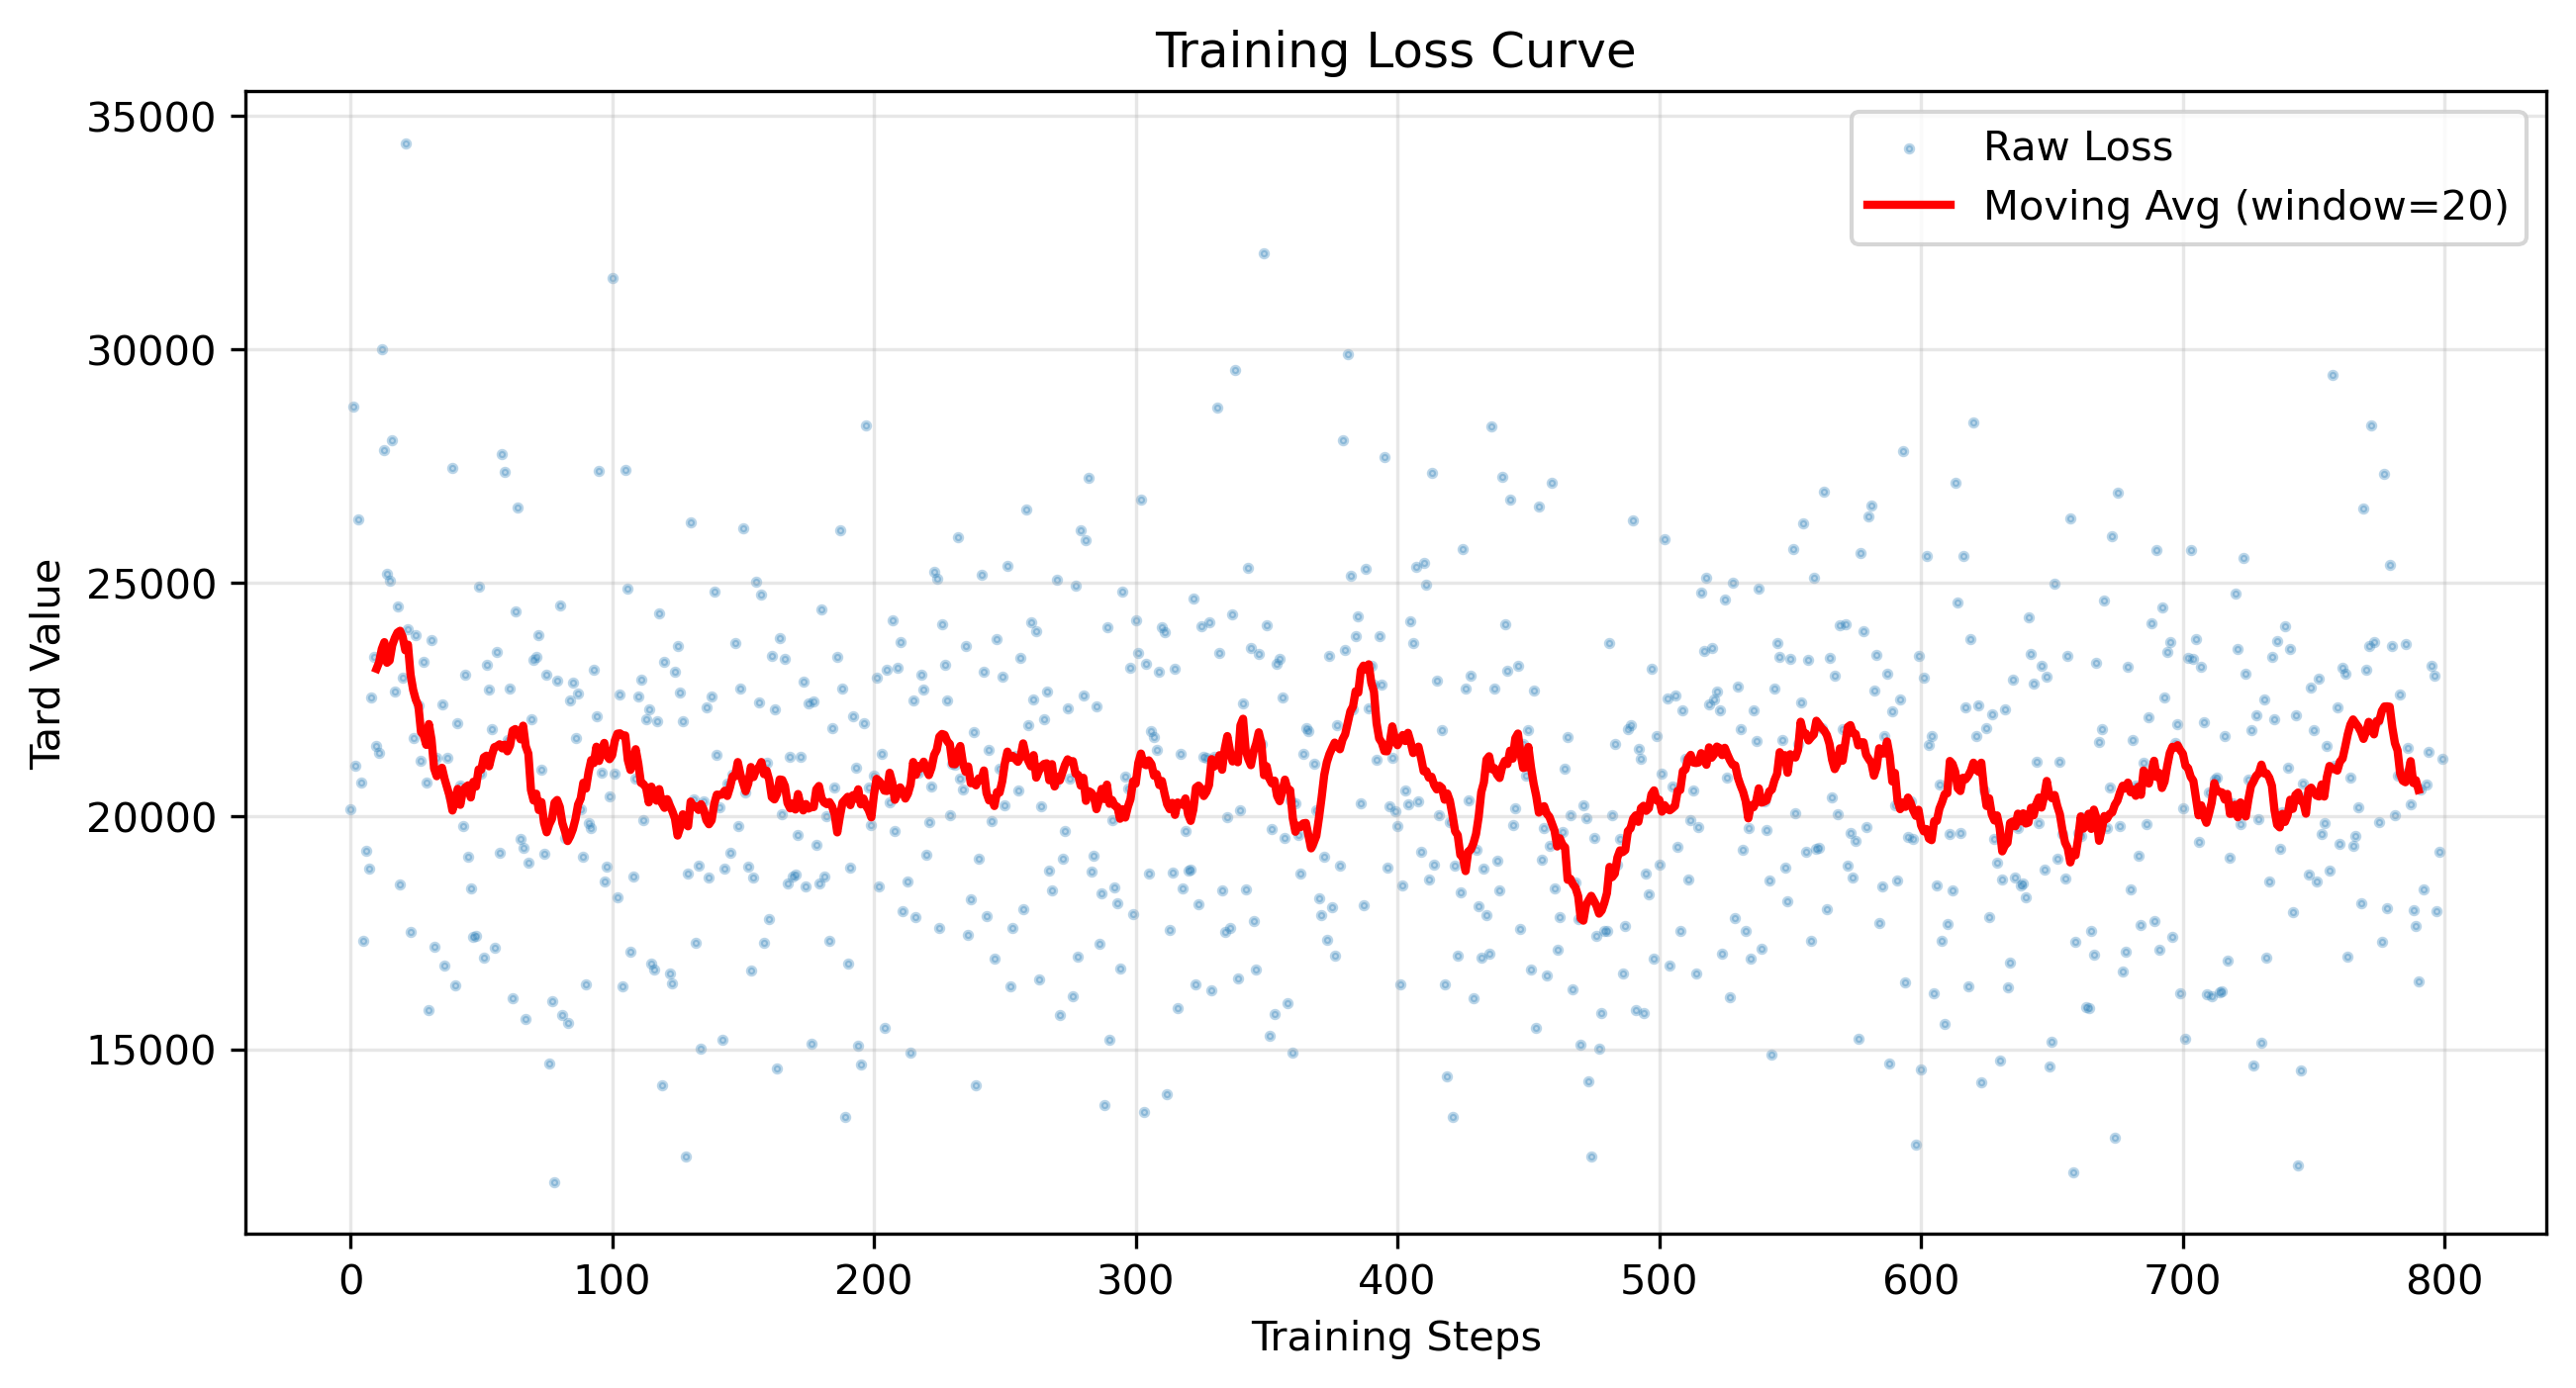 Training Loss Curve
Raw Loss
Moving Avg (window=20)
Tard Value
35000
30000
25000
20000
15000
0 100 200 300 400 500 600 700 800
Training Steps